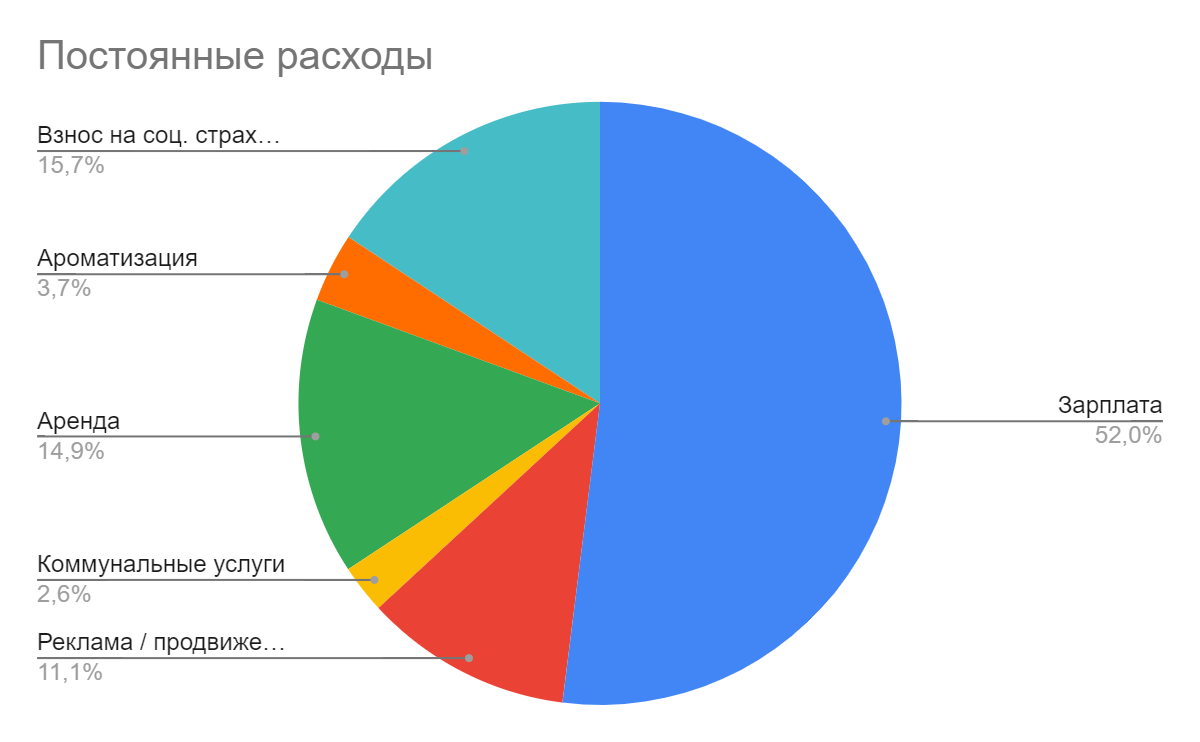 Постоянные расходы
Взнос на соц. страх…
15,7%
Ароматизация
3,7%
Аренда
14,9%
Коммунальные услуги
2,6%
Реклама / продвиже…
11,1%
Зарплата
52,0%